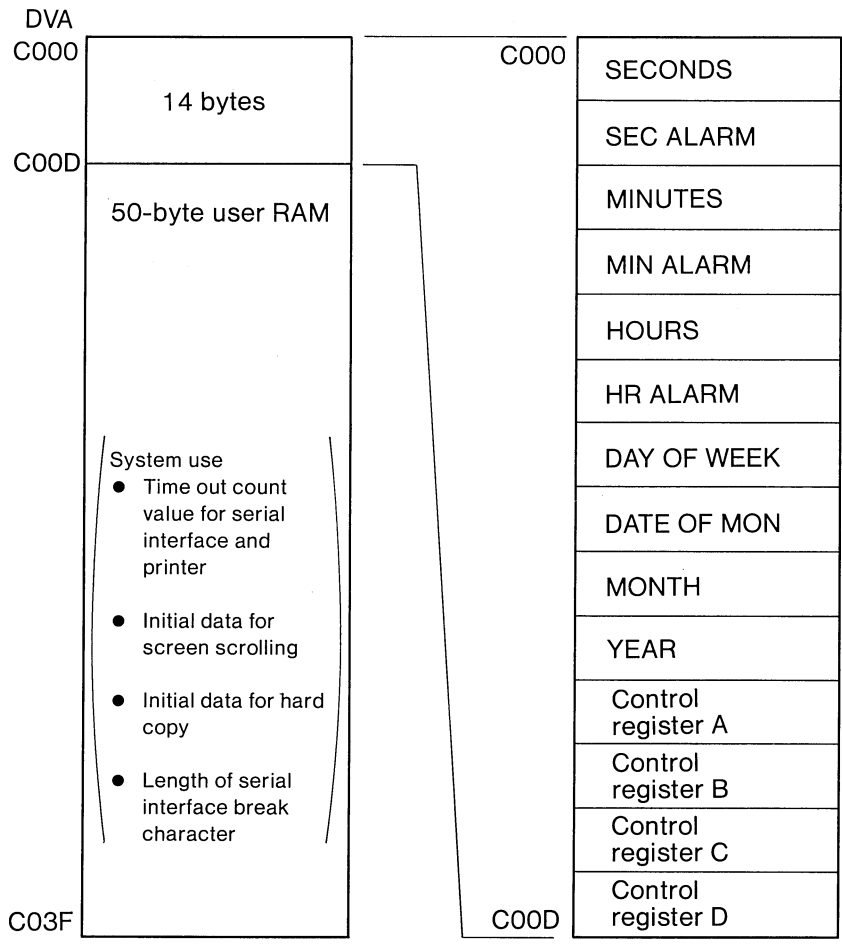 DVA
C000
14 bytes
C00D
50-byte user RAM
System use
● Time out count
value for serial
interface and
printer
● Initial data for
screen scrolling
● Initial data for hard
copy
● Length of serial
interface break
character
C03F
C000
SECONDS
SEC ALARM
MINUTES
MIN ALARM
HOURS
HR ALARM
DAY OF WEEK
DATE OF MON
MONTH
YEAR
Control
register A
Control
register B
Control
register C
Control
register D
C00D